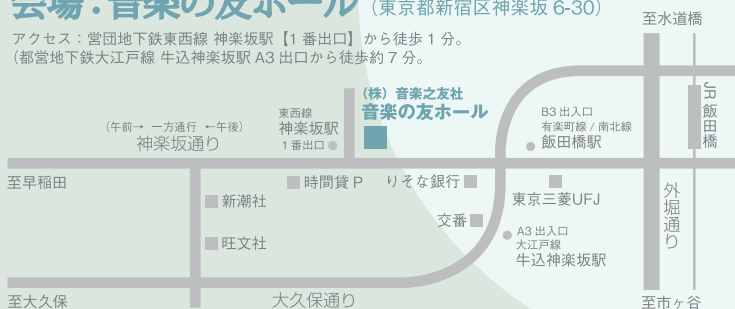 会場：音楽の友ホール（東京都新宿区神楽坂 6-30）
アクセス：営団地下鉄東西線 神楽坂駅【1 番出口】から徒歩 1 分。
（都営地下鉄大江戸線 牛込神楽坂駅 A3 出口から徒歩約 7 分。
至水道橋
（株）音楽之友社
音楽の友ホール
JR 飯田橋
東西線
神楽坂駅
1 番出口
（午前→ 一方通行 ←午後）
神楽坂通り
B3 出入口
有楽町線 / 南北線
飯田橋駅
至早稲田
時間貸 P
りそな銀行
東京三菱UFJ
新潮社
外堀通り
交番
旺文社
A3 出入口
大江戸線
牛込神楽坂駅
至大久保
大久保通り
至市ヶ谷